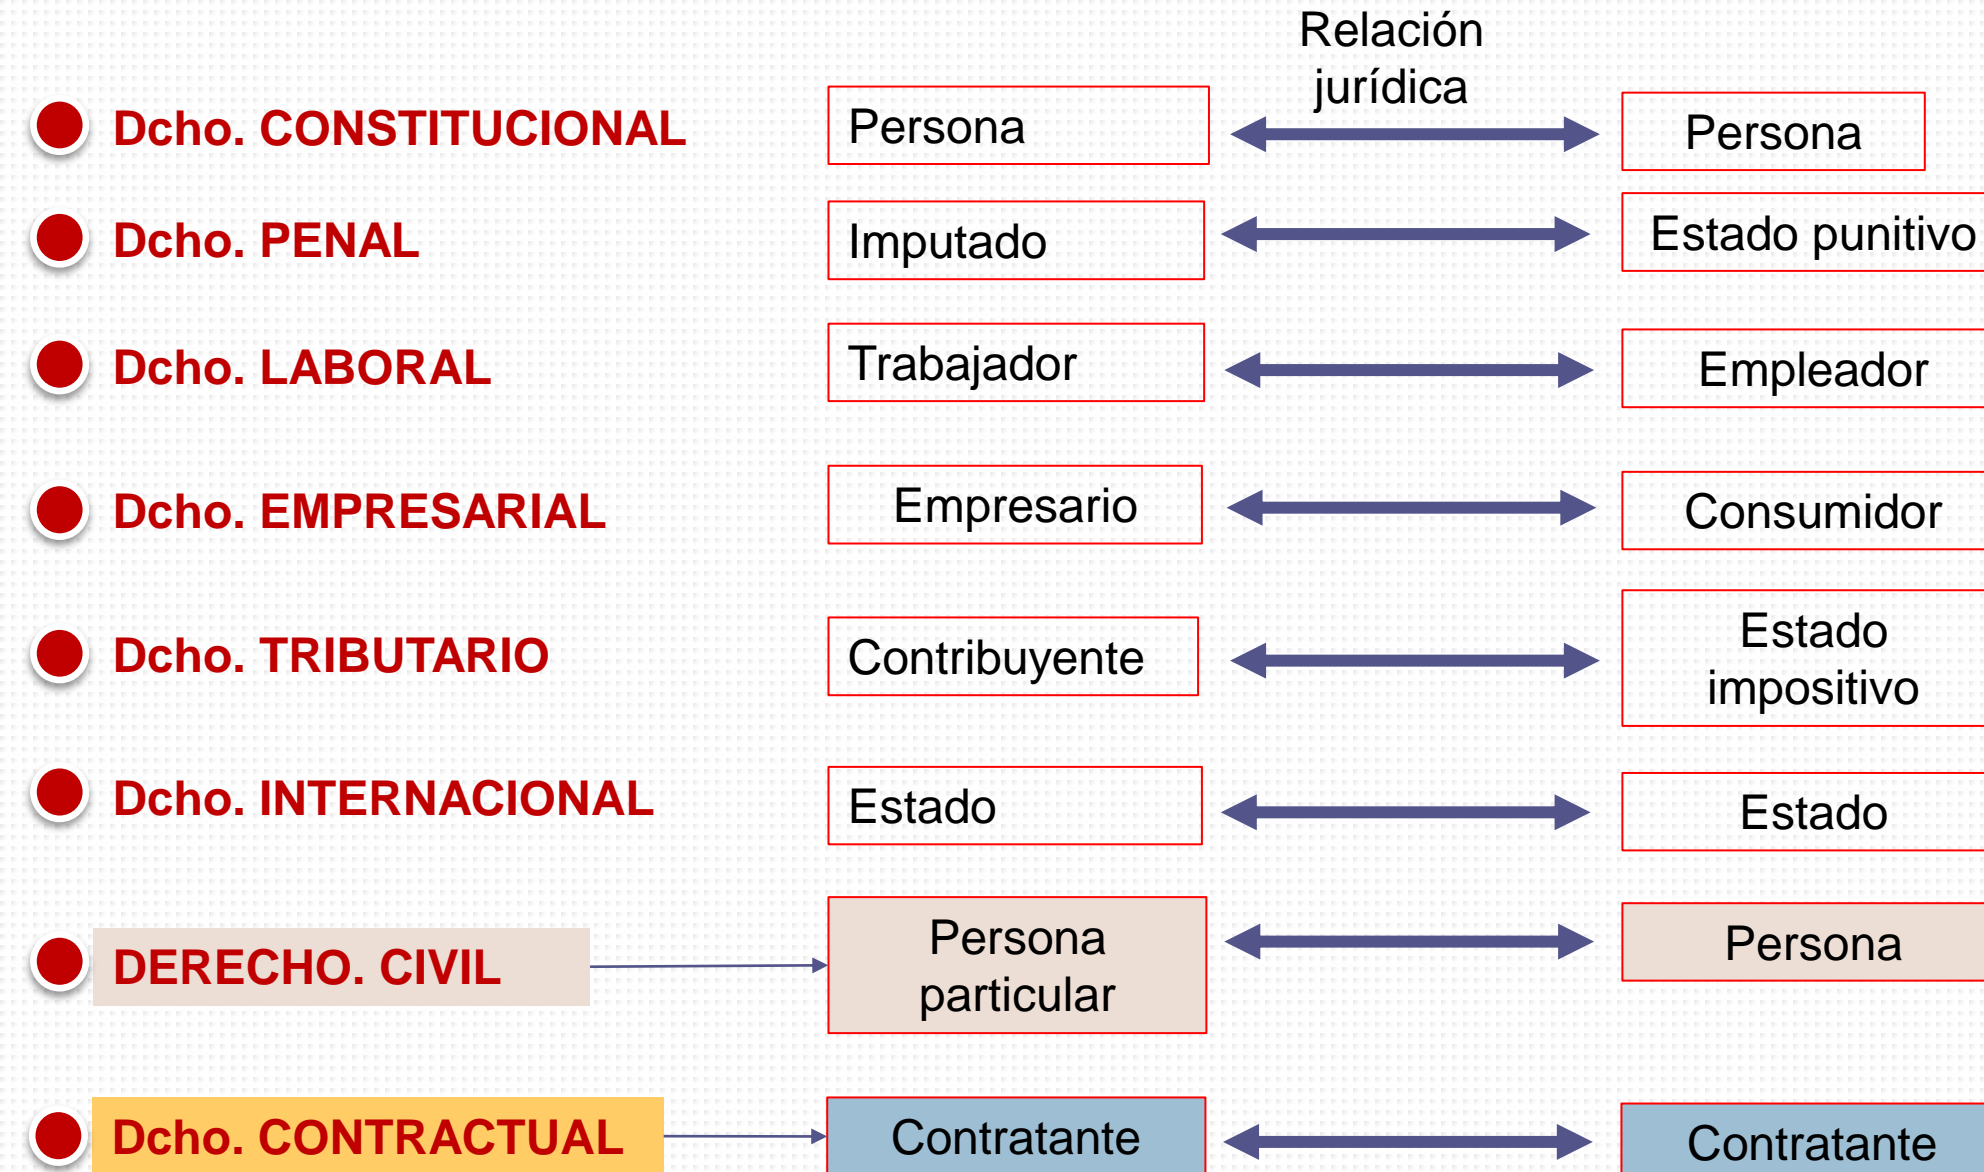 Relación
jurídica
Dcho. CONSTITUCIONAL
Persona
Persona
Dcho. PENAL
Imputado
Estado punitivo
Dcho. LABORAL
Trabajador
Empleador
Dcho. EMPRESARIAL
Empresario
Consumidor
Dcho. TRIBUTARIO
Contribuyente
Estado
impositivo
Dcho. INTERNACIONAL
Estado
Estado
DERECHO. CIVIL
Persona
particular
Persona
Dcho. CONTRACTUAL
Contratante
Contratante